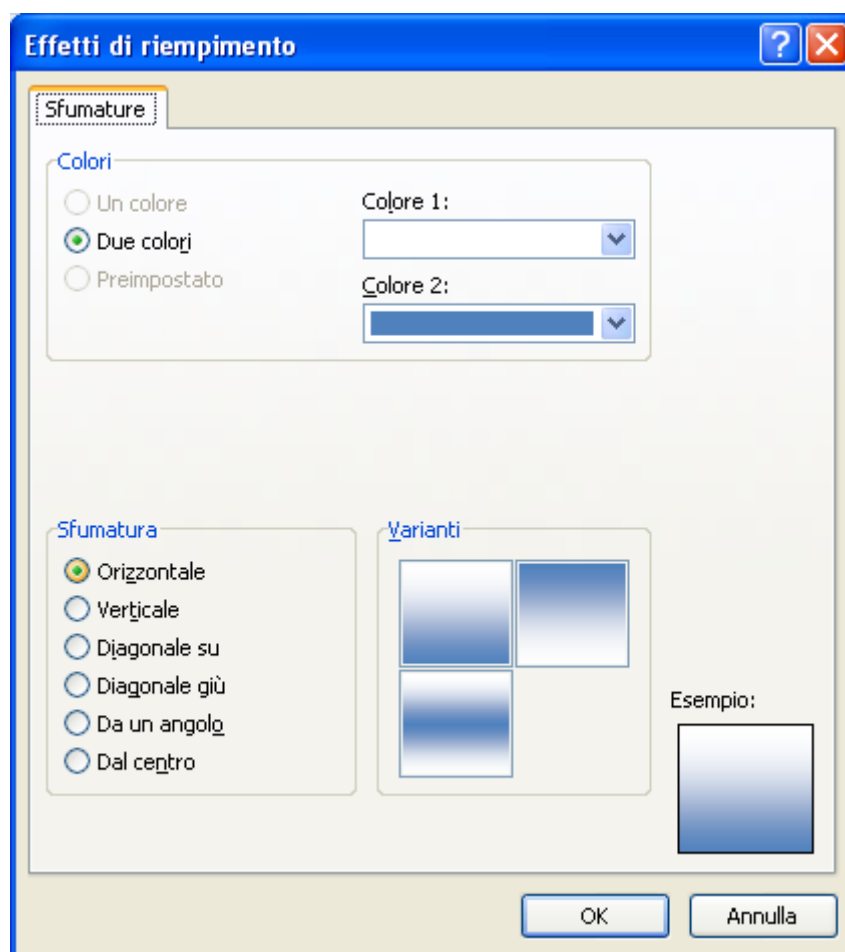 Effetti di riempimento
Sfumature
Colori
Un colore
Due colori
Preimpostato
Colore 1:
Colore 2:
Sfumatura
Orizzontale
Verticale
Diagonale su
Diagonale giù
Da un angolo
Dal centro
Varianti
Esempio:
OK
Annulla